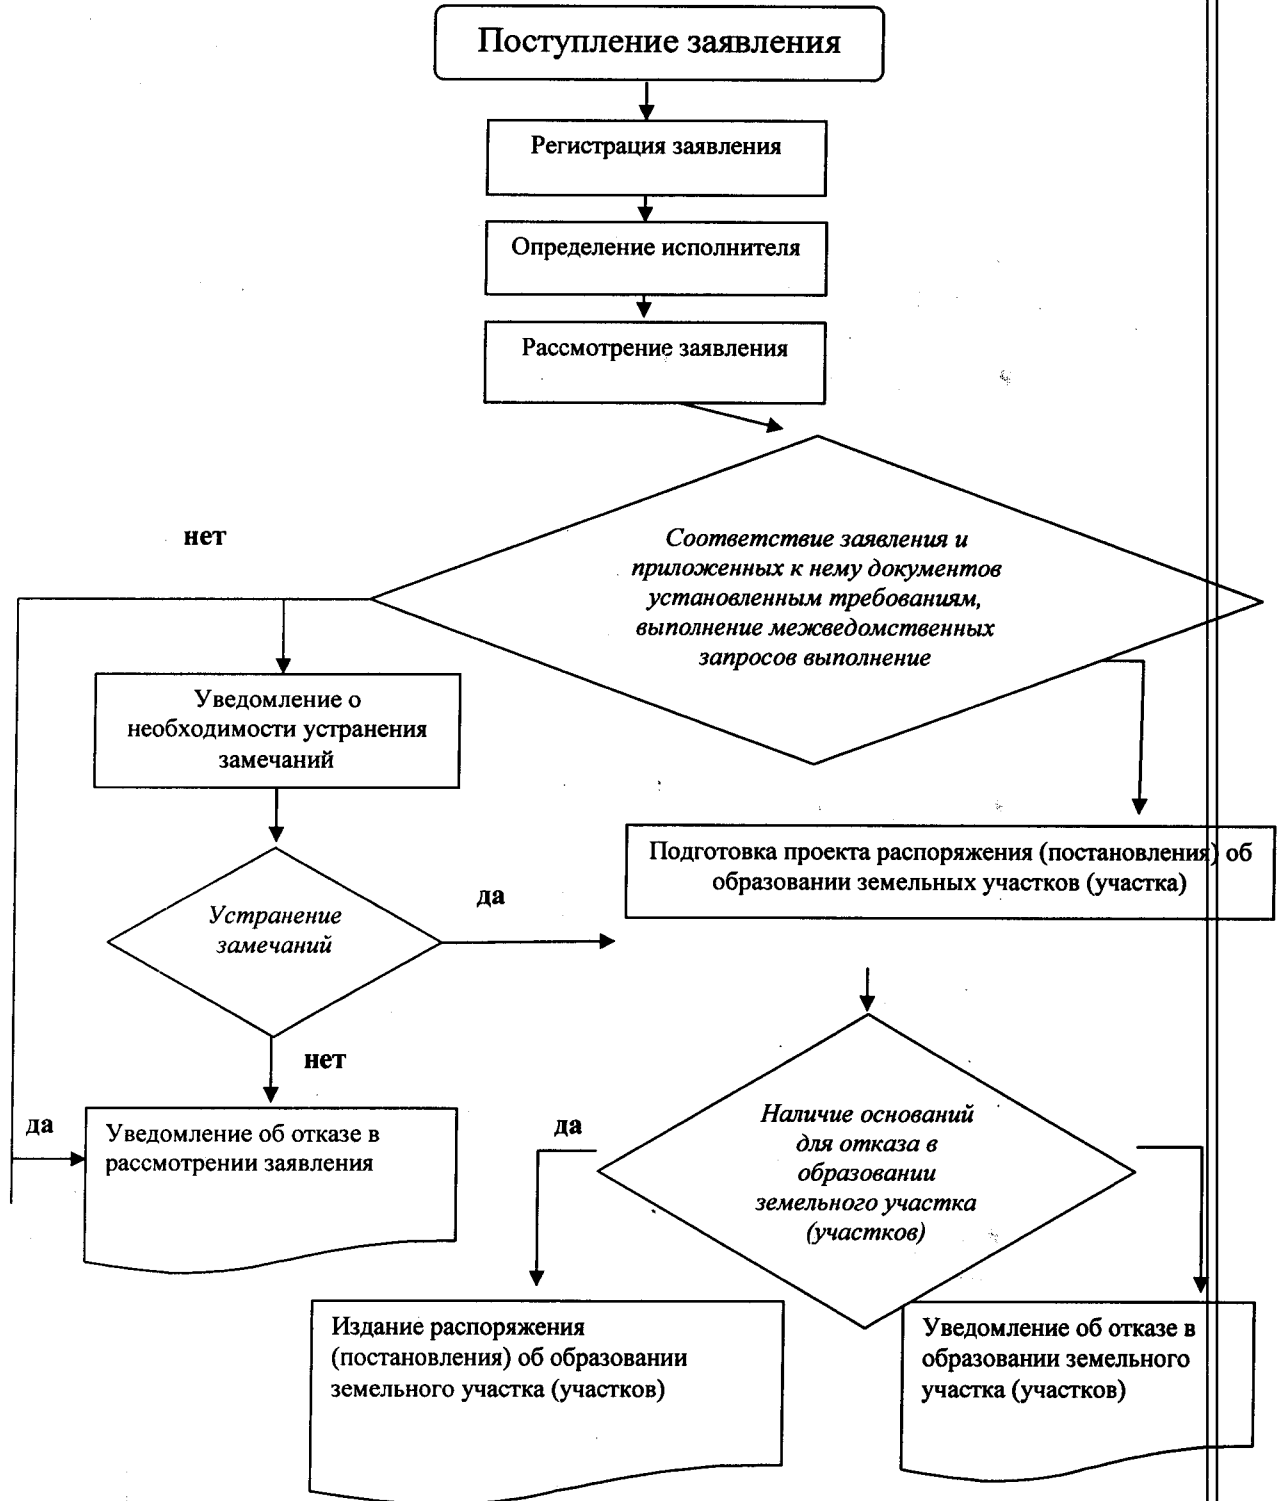 Поступление заявления
Регистрация заявления
Определение исполнителя
Рассмотрение заявления
нет
Соответствие заявления и
приложенных к нему документов
установленным требованиям,
выполнение межведомственных
запросов выполнение
Уведомление о
необходимости устранения
замечаний
Подготовка проекта распоряжения (постановления) об
образовании земельных участков (участка)
да
Устранение
замечаний
нет
да
Уведомление об отказе в
рассмотрении заявления
да
Наличие оснований
для отказа в
образовании
земельного участка
(участков)
Издание распоряжения
(постановления) об образовании
земельного участка (участков)
Уведомление об отказе в
образовании земельного
участка (участков)